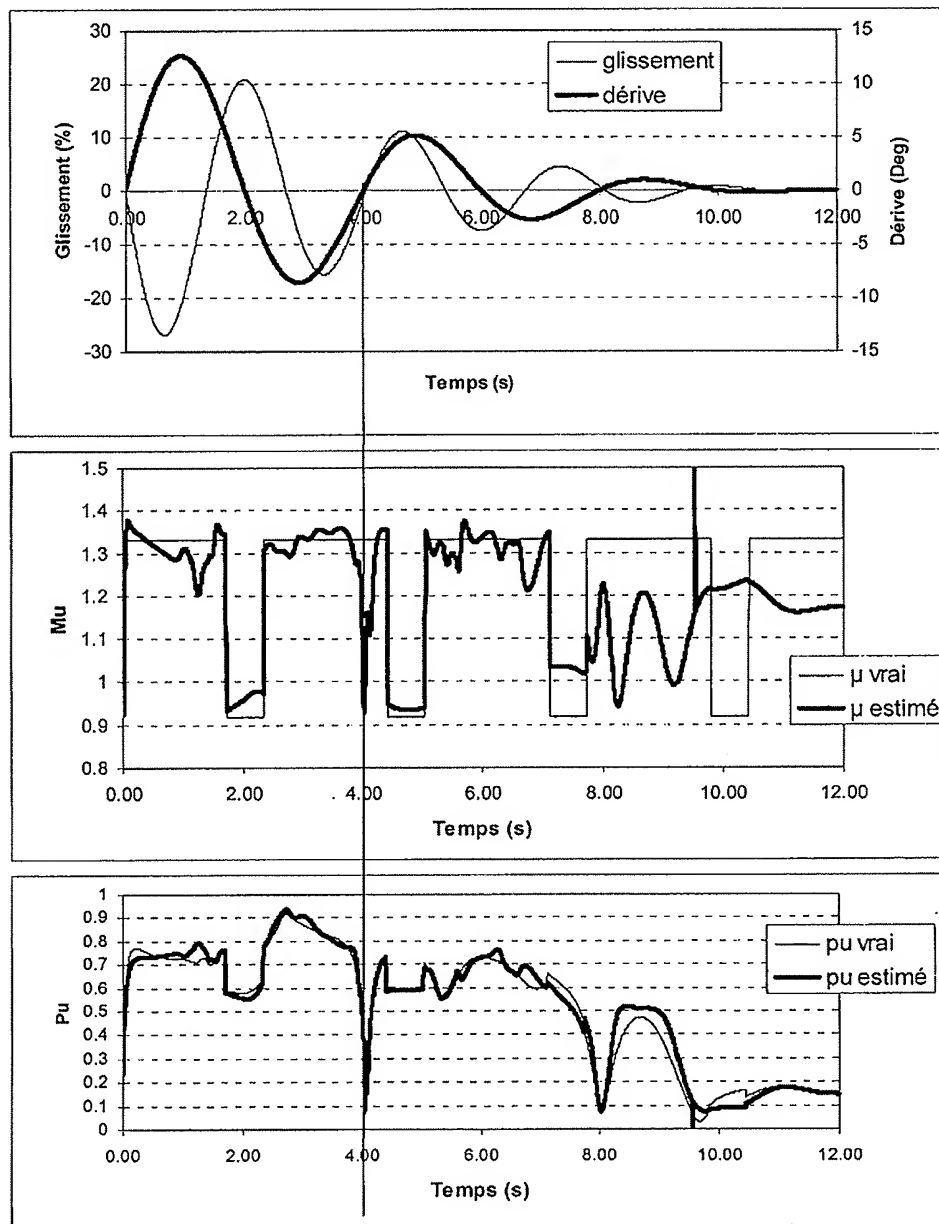 30
20
10
0
-10
-20
-30
Glissement (%)
15
10
5
0
-5
-10
-15
Dérive (Deg)
glissement
dérive
0.00 2.00 4.00 6.00 8.00 10.00 12.00
Temps (s)
1.5
1.4
1.3
1.2
1.1
1
0.9
0.8
Mu
µ vrai
µ estimé
0.00 2.00 4.00 6.00 8.00 10.00 12.00
Temps (s)
1
0.9
0.8
0.7
0.6
0.5
0.4
0.3
0.2
0.1
0
Pu
pu vrai
pu estimé
0.00 2.00 4.00 6.00 8.00 10.00 12.00
Temps (s)